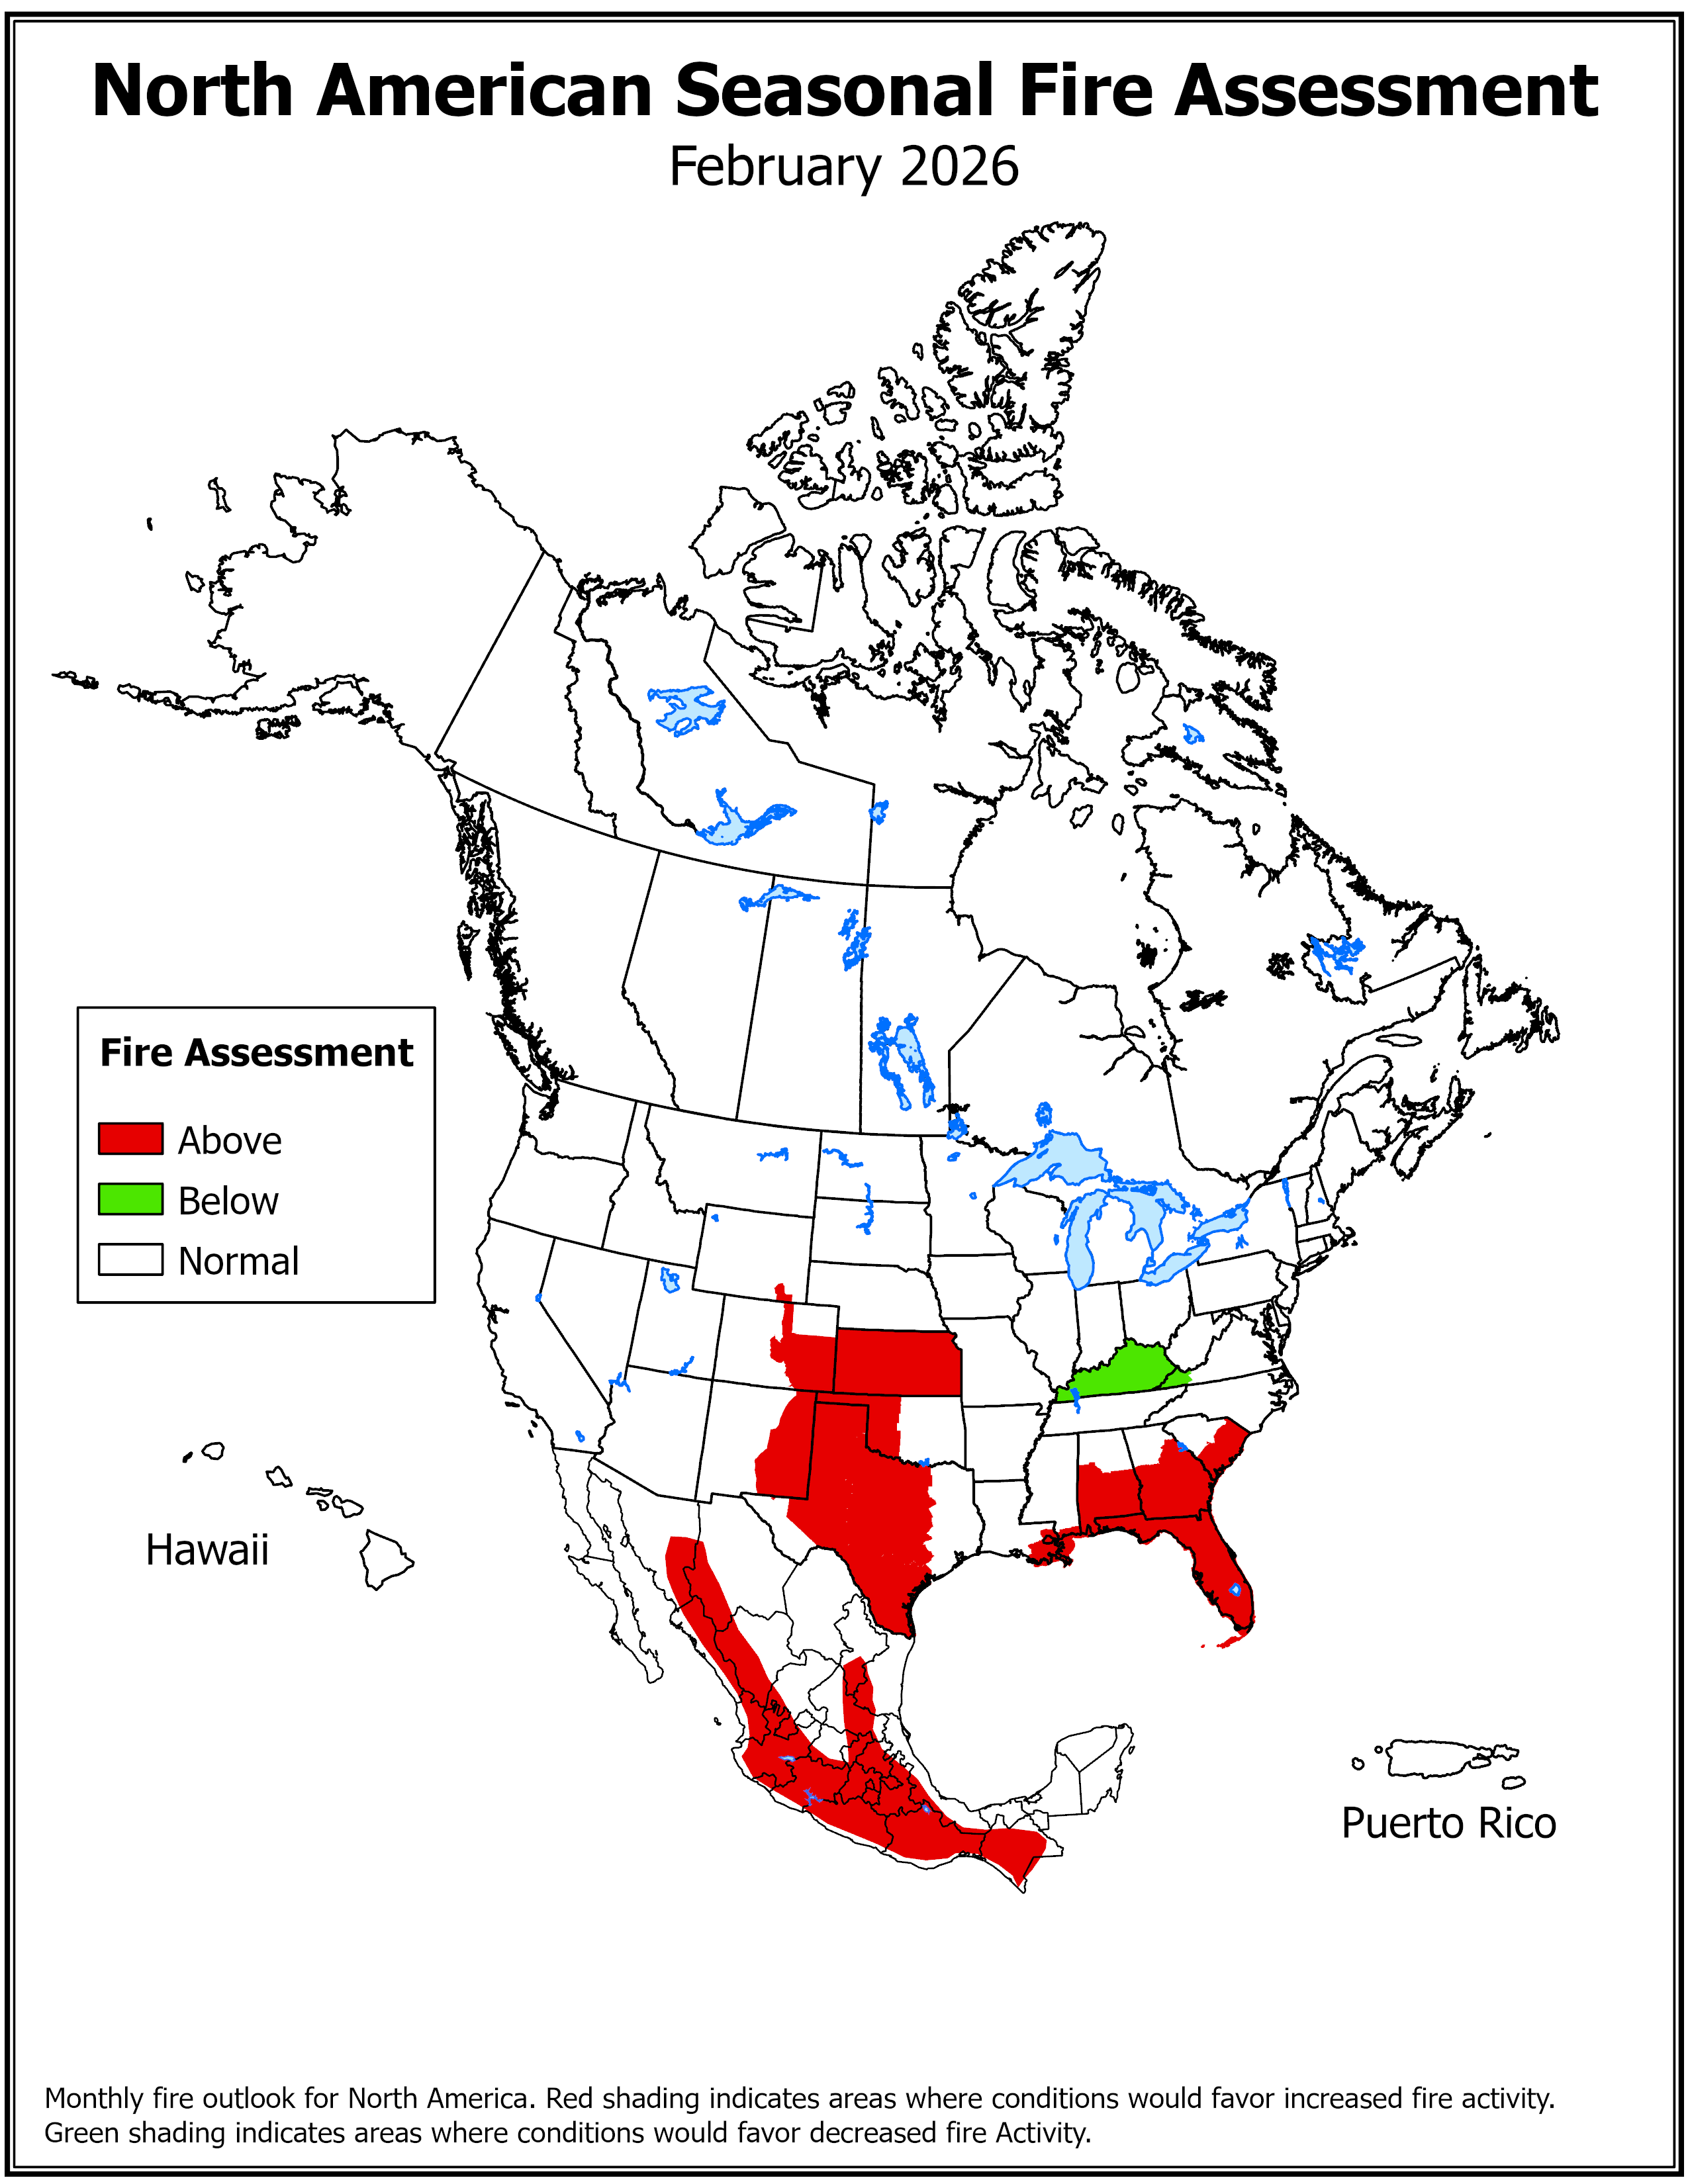 North American Seasonal Fire Assessment
February 2026
Fire Assessment
Above
Below
Normal
Hawaii
Puerto Rico
Monthly fire outlook for North America. Red shading indicates areas where conditions would favor increased fire activity.
Green shading indicates areas where conditions would favor decreased fire Activity.